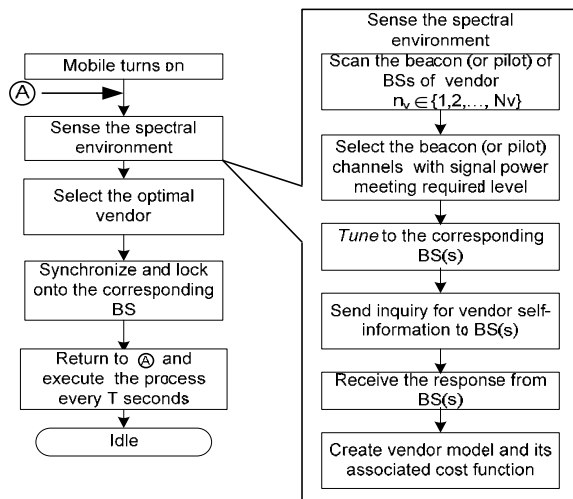 Mobile turns on
A
Sense the spectral
environment
Select the optimal
vendor
Synchronize and lock
onto the corresponding
BS
Return to A and
execute the process
every T seconds
Idle
Sense the spectral
environment
Scan the beacon (or pilot) of
BSs of vendor
nᵥ ∈ {1,2,..., Nv}
Select the beacon (or pilot)
channels with signal power
meeting required level
Tune to the corresponding
BS(s)
Send inquiry for vendor self-
information to BS(s)
Receive the response from
BS(s)
Create vendor model and its
associated cost function